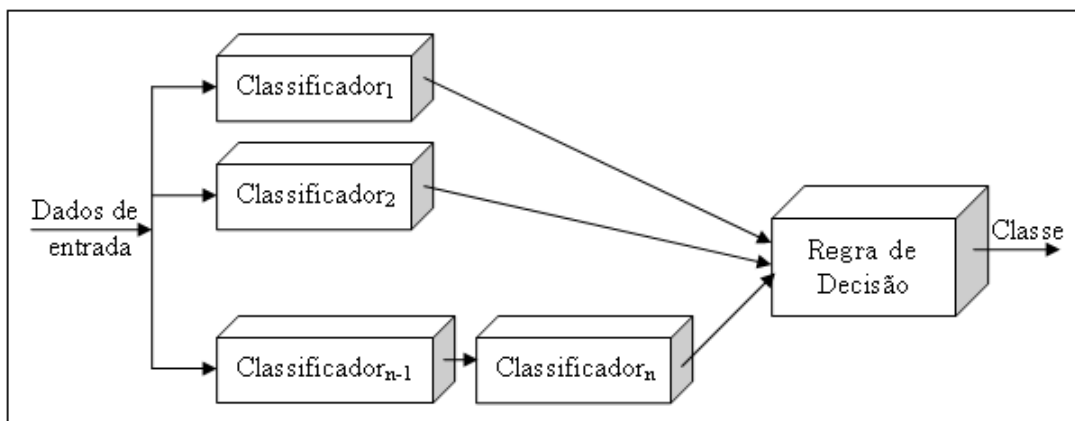 Classificador1
Classificador2
Dados de
entrada
Classe
Regra de
Decisão
Classificadorn-1
Classificadorn